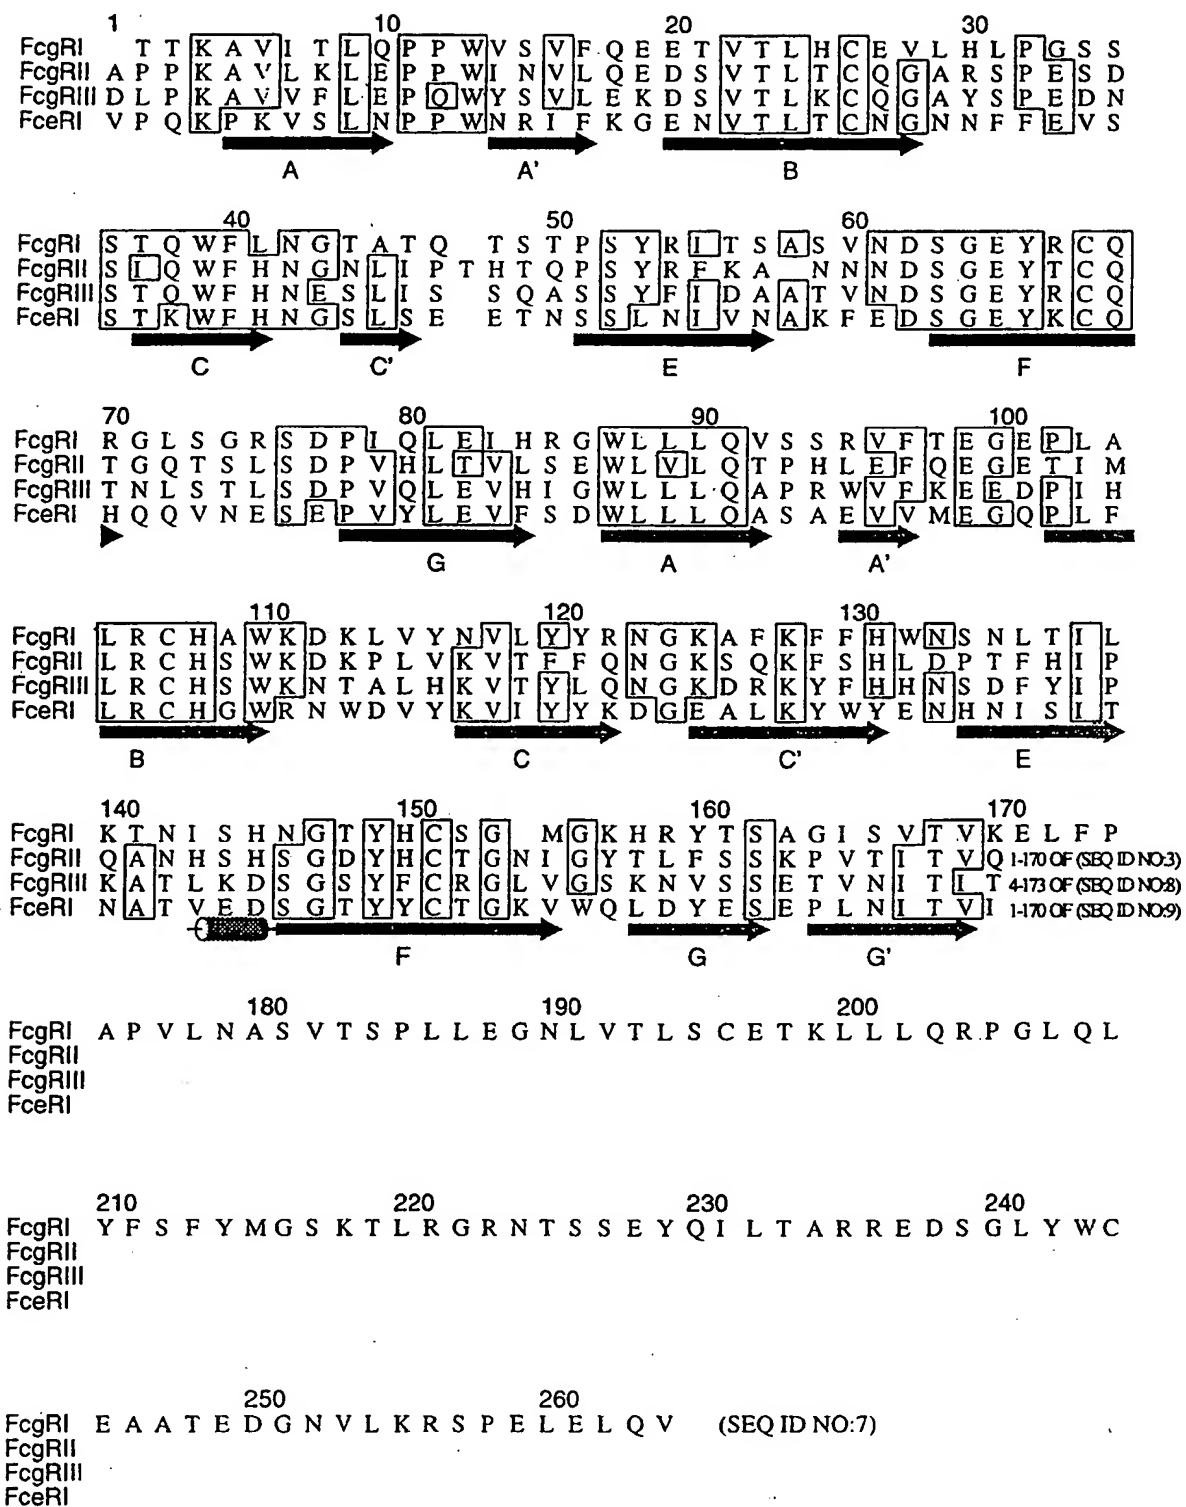 1 10 20 30
FcgRI T T K A V I T L Q P P W V S V F Q E E T V T L H C E V L H L P G S S
FcgRII A P P K A V L K L E P P W I N V L Q E D S V T L T C Q G A R S P E S D
FcgRIII D L P K A V V F L E P Q W Y S V L E K D S V T L K C Q G A Y S P E D N
FceRI V P Q K P K V S L N P P W N R I F K G E N V T L T C N G N N F F E V S
A A' B
40 50 60
FcgRI S T Q W F L N G T A T Q T S T P S Y R I T S A S V N D S G E Y R C Q
FcgRII S I Q W F H N G N L I P T H T Q P S Y R F K A N N N D S G E Y T C Q
FcgRIII S T Q W F H N E S L I S S Q A S S Y F I D A A T V N D S G E Y R C Q
FceRI S T K W F H N G S L S E E T N S S L N I V N A K F E D S G E Y K C Q
C C' E F
70 80 90 100
FcgRI R G L S G R S D P I Q L E I H R G W L L L Q V S S R V F T E G E P L A
FcgRII T G Q T S L S D P V H L T V L S E W L V L Q T P H L E F Q E G E T I M
FcgRIII T N L S T L S D P V Q L E V H I G W L L L Q A P R W V F K E E D P I H
FceRI H Q Q V N E S E P V Y L E V F S D W L L L Q A S A E V V M E G Q P L F
G A A'
110 120 130
FcgRI L R C H A W K D K L V Y N V L Y Y R N G K A F K F F H W N S N L T I L
FcgRII L R C H S W K D K P L V K V T F F Q N G K S Q K F S H L D P T F H I P
FcgRIII L R C H S W K N T A L H K V T Y L Q N G K D R K Y F H H N S D F Y I P
FceRI L R C H G W R N W D V Y K V I Y Y K D G E A L K Y W Y E N H N I S I T
B C C' E
140 150 160 170
FcgRI K T N I S H N G T Y H C S G M G K H R Y T S A G I S V T V K E L F P
FcgRII Q A N H S H S G D Y H C T G N I G Y T L F S S K P V T I T V Q 1-170 OF (SEQ ID NO:3)
FcgRIII K A T L K D S G S Y F C R G L V G S K N V S S E T V N I T I T 4-173 OF (SEQ ID NO:8)
FceRI N A T V E D S G T Y Y C T G K V W Q L D Y E S E P L N I T V I 1-170 OF (SEQ ID NO:9)
F G G'
180 190 200
FcgRI A P V L N A S V T S P L L E G N L V T L S C E T K L L L Q R P G L Q L
FcgRII
FcgRIII
FceRI
210 220 230 240
FcgRI Y F S F Y M G S K T L R G R N T S S E Y Q I L T A R R E D S G L Y W C
FcgRII
FcgRIII
FceRI
250 260
FcgRI E A A T E D G N V L K R S P E L E L Q V (SEQ ID NO:7)
FcgRII
FcgRIII
FceRI